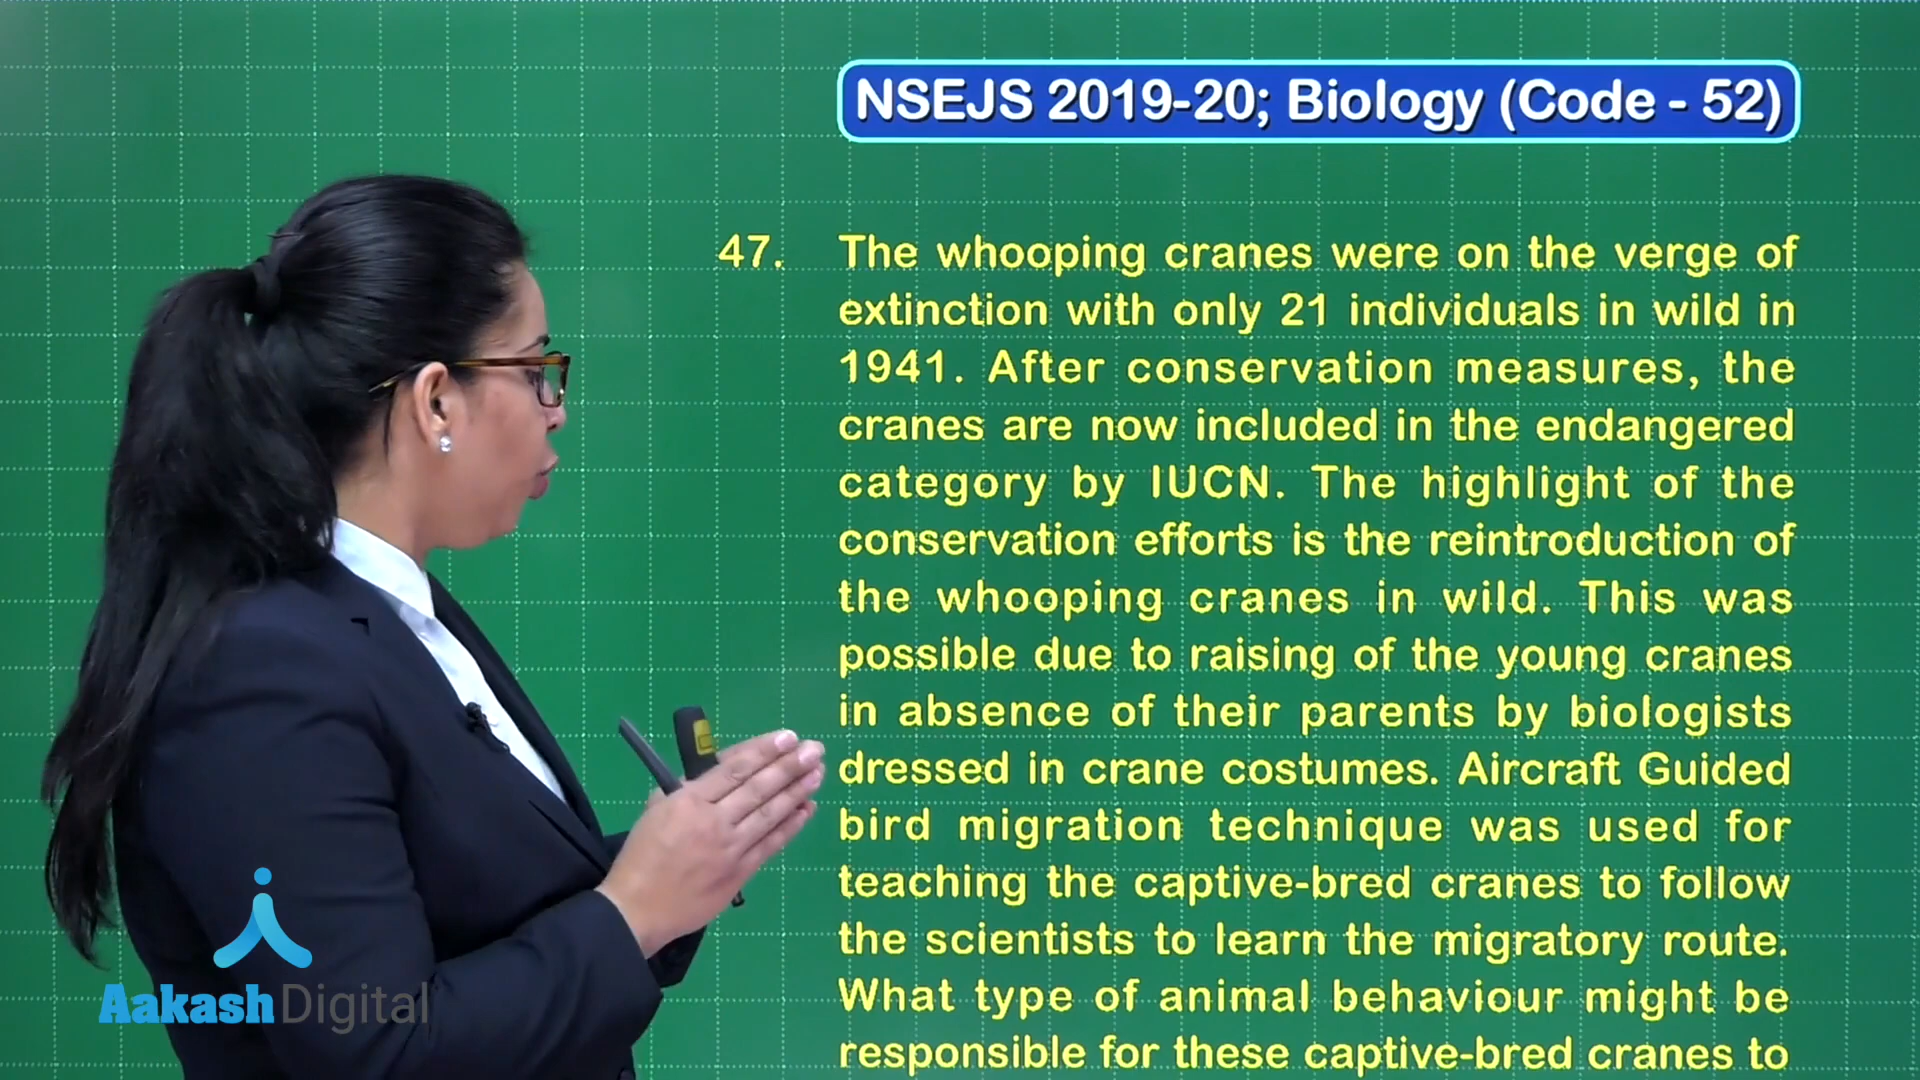 NSEJS 2019-20; Biology (Code - 52)
47. The whooping cranes were on the verge of
extinction with only 21 individuals in wild in
1941. After conservation measures, the
cranes are now included in the endangered
category by IUCN. The highlight of the
conservation efforts is the reintroduction of
the whooping cranes in wild. This was
possible due to raising of the young cranes
in absence of their parents by biologists
dressed in crane costumes. Aircraft Guided
bird migration technique was used for
teaching the captive-bred cranes to follow
the scientists to learn the migratory route.
What type of animal behaviour might be
responsible for these captive-bred cranes to
Aakash Digital